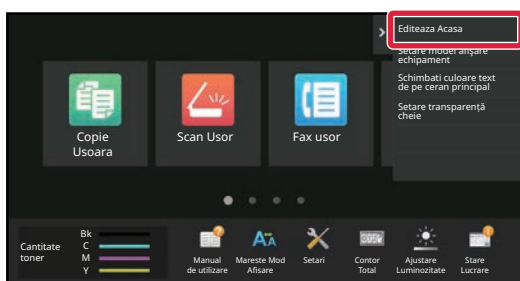 Editeaza Acasa
Setare model afişare
echipament
Schimbati culoare text
de pe ceran principal
Setare transparență
cheie
Copie
Usoara
Scan Usor
Fax usor
Cantitate
toner
Bk
C
M
Y
Manual
de utilizare
Mareste Mod
Afisare
Setari
Contor
Total
Ajustare
Luminozitate
Stare
Lucrare